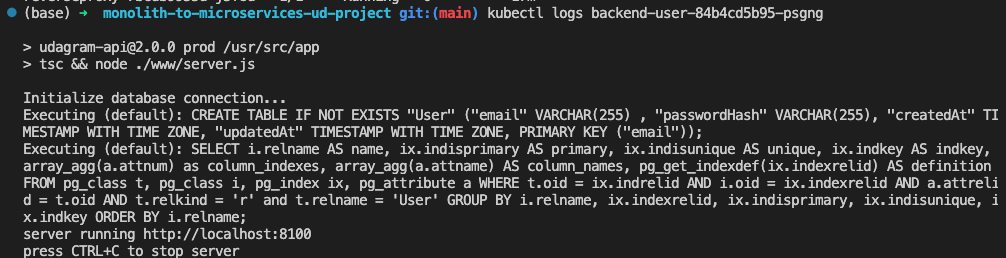 (base) ➜ monolith-to-microservices-ud-project git:(main) kubectl logs backend-user-84b4cd5b95-psgng
> udagram-api@2.0.0 prod /usr/src/app
> tsc && node ./www/server.js
Initialize database connection...
Executing (default): CREATE TABLE IF NOT EXISTS "User" ("email" VARCHAR(255) , "passwordHash" VARCHAR(255), "createdAt" TI
MESTAMP WITH TIME ZONE, "updatedAt" TIMESTAMP WITH TIME ZONE, PRIMARY KEY ("email"));
Executing (default): SELECT i.relname AS name, ix.indisprimary AS primary, ix.indisunique AS unique, ix.indkey AS indkey,
array_agg(a.attnum) as column_indexes, array_agg(a.attname) AS column_names, pg_get_indexdef(ix.indexrelid) AS definition
FROM pg_class t, pg_class i, pg_index ix, pg_attribute a WHERE t.oid = ix.indrelid AND i.oid = ix.indexrelid AND a.attreli
d = t.oid AND t.relkind = 'r' and t.relname = 'User' GROUP BY i.relname, ix.indexrelid, ix.indisprimary, ix.indisunique, i
x.indkey ORDER BY i.relname;
server running http://localhost:8100
press CTRL+C to stop server